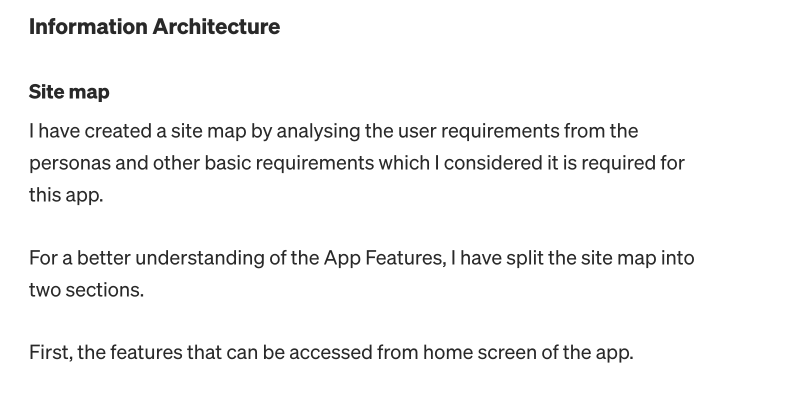 Information Architecture
Site map
I have created a site map by analysing the user requirements from the
personas and other basic requirements which I considered it is required for
this app.
For a better understanding of the App Features, I have split the site map into
two sections.
First, the features that can be accessed from home screen of the app.